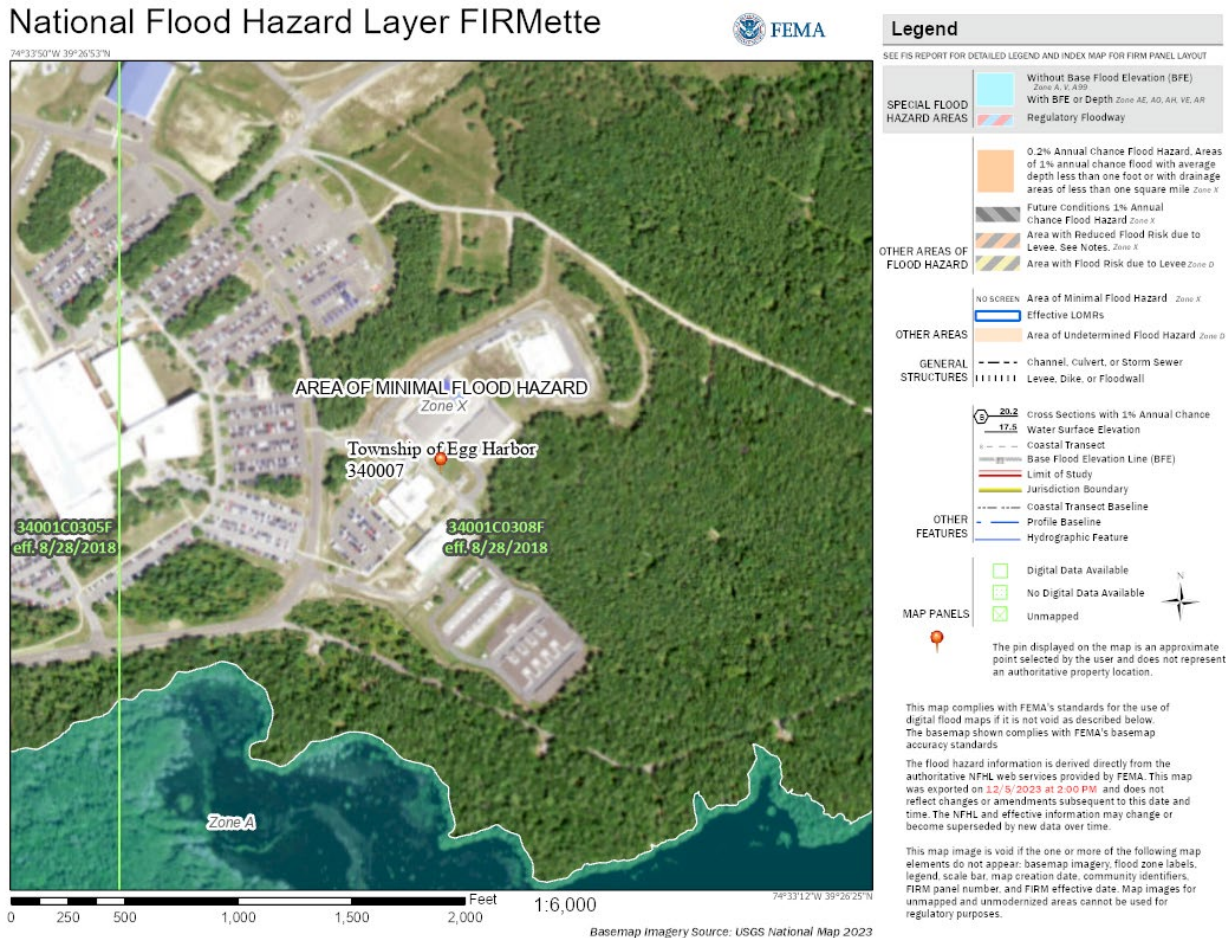 National Flood Hazard Layer FIRMette
FEMA
74°33'50"W 39°26'53"N
AREA OF MINIMAL FLOOD HAZARD
Zone X
Township of Egg Harbor
340007
34001C0305F
eff. 8/28/2018
34001C0308F
eff. 8/28/2018
Zone A
74°33'12"W 39°26'25"N
Feet
1:6,000
0 250 500 1,000 1,500 2,000
Basemap Imagery Source: USGS National Map 2023
Legend
SEE FIS REPORT FOR DETAILED LEGEND AND INDEX MAP FOR FIRM PANEL LAYOUT
SPECIAL FLOOD
HAZARD AREAS
Without Base Flood Elevation (BFE)
Zone A, V, A99
With BFE or Depth Zone AE, AO, AH, VE, AR
Regulatory Floodway
OTHER AREAS OF
FLOOD HAZARD
0.2% Annual Chance Flood Hazard, Areas
of 1% annual chance flood with average
depth less than one foot or with drainage
areas of less than one square mile Zone X
Future Conditions 1% Annual
Chance Flood Hazard Zone X
Area with Reduced Flood Risk due to
Levee. See Notes. Zone X
Area with Flood Risk due to Levee Zone D
OTHER AREAS
NO SCREEN Area of Minimal Flood Hazard Zone X
Effective LOMRs
Area of Undetermined Flood Hazard Zone D
GENERAL
STRUCTURES
Channel, Culvert, or Storm Sewer
Levee, Dike, or Floodwall
OTHER
FEATURES
B 20.2 Cross Sections with 1% Annual Chance
17.5 Water Surface Elevation
Coastal Transect
Base Flood Elevation Line (BFE)
Limit of Study
Jurisdiction Boundary
Coastal Transect Baseline
Profile Baseline
Hydrographic Feature
MAP PANELS
Digital Data Available
No Digital Data Available
Unmapped
N
The pin displayed on the map is an approximate
point selected by the user and does not represent
an authoritative property location.
This map complies with FEMA's standards for the use of
digital flood maps if it is not void as described below.
The basemap shown complies with FEMA's basemap
accuracy standards
The flood hazard information is derived directly from the
authoritative NFHL web services provided by FEMA. This map
was exported on 12/5/2023 at 2:00 PM and does not
reflect changes or amendments subsequent to this date and
time. The NFHL and effective information may change or
become superseded by new data over time.
This map image is void if the one or more of the following map
elements do not appear: basemap imagery, flood zone labels,
legend, scale bar, map creation date, community identifiers,
FIRM panel number, and FIRM effective date. Map images for
unmapped and unmodernized areas cannot be used for
regulatory purposes.